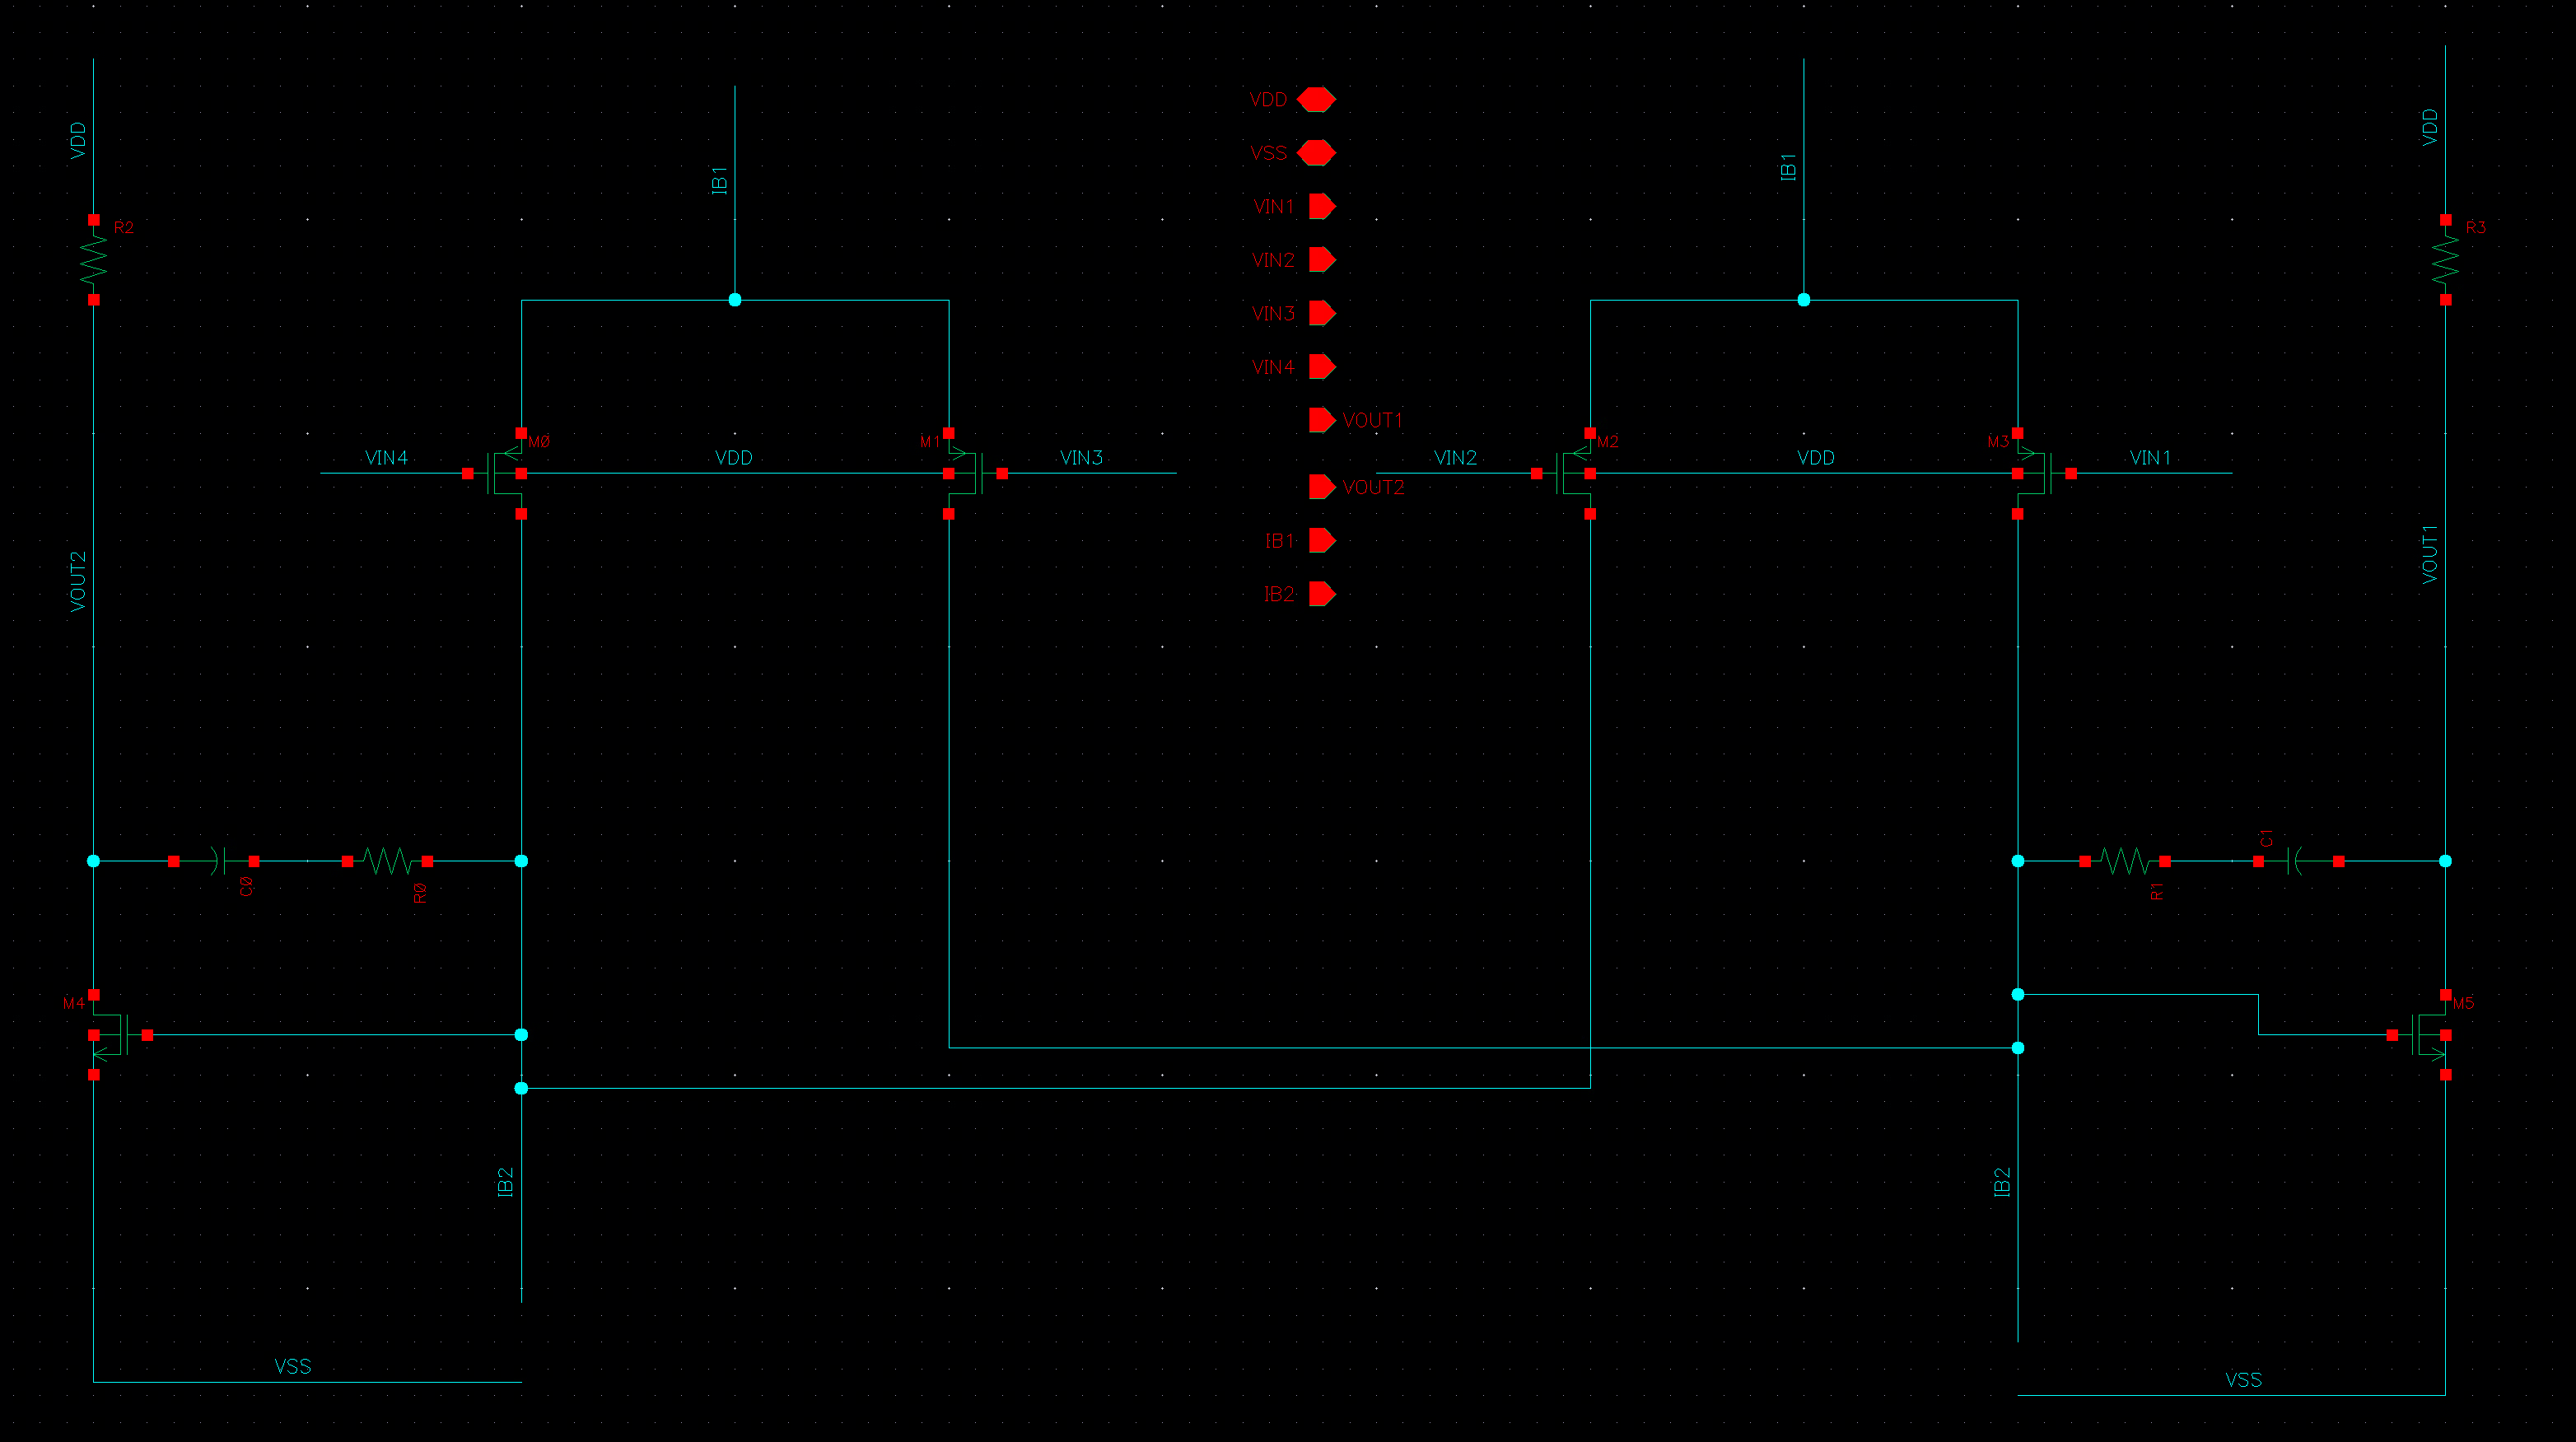 VDD
VDD
VDD
IB1
IB1
VSS
VIN1
R2
R3
VIN2
VIN3
VIN4
VOUT1
M0
M1
M2
M3
VIN4
VDD
VIN3
VIN2
VDD
VIN1
VOUT2
IB1
VOUT2
VOUT1
IB2
C0
R0
R1
C1
M4
M5
IB2
IB2
VSS
VSS